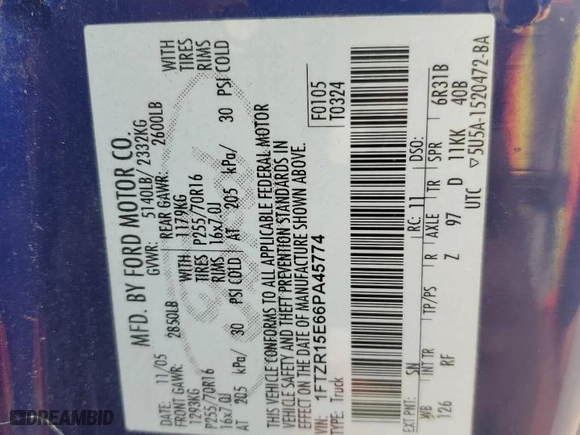 MFD. BY FORD MOTOR CO.
DATE: 11/05 GVWR: 5140LB/ 2332KG
FRONT GAWR: 2850LB REAR GAWR: 2600LB
1293KG WITH 1179KG WITH
P255/70R16 TIRES P255/70R16 TIRES
16x7.0J RIMS 16x7.0J RIMS
AT 205 kPa/ 30 PSI COLD AT 205 kPa/ 30 PSI COLD
THIS VEHICLE CONFORMS TO ALL APPLICABLE FEDERAL MOTOR
VEHICLE SAFETY AND THEFT PREVENTION STANDARDS IN
EFFECT ON THE DATE OF MANUFACTURE SHOWN ABOVE.
VIN: 1FTZR15E66PA45774 F0105
TYPE: Truck T0324
EXT PNT: SN RC: 11 DSO:
WB INT TR TP/PS R AXLE TR SPR 6R31B
126 RF Z 97 D 11KK 40B
UTC ▽5U5A-1520472-BA
DREAMBID